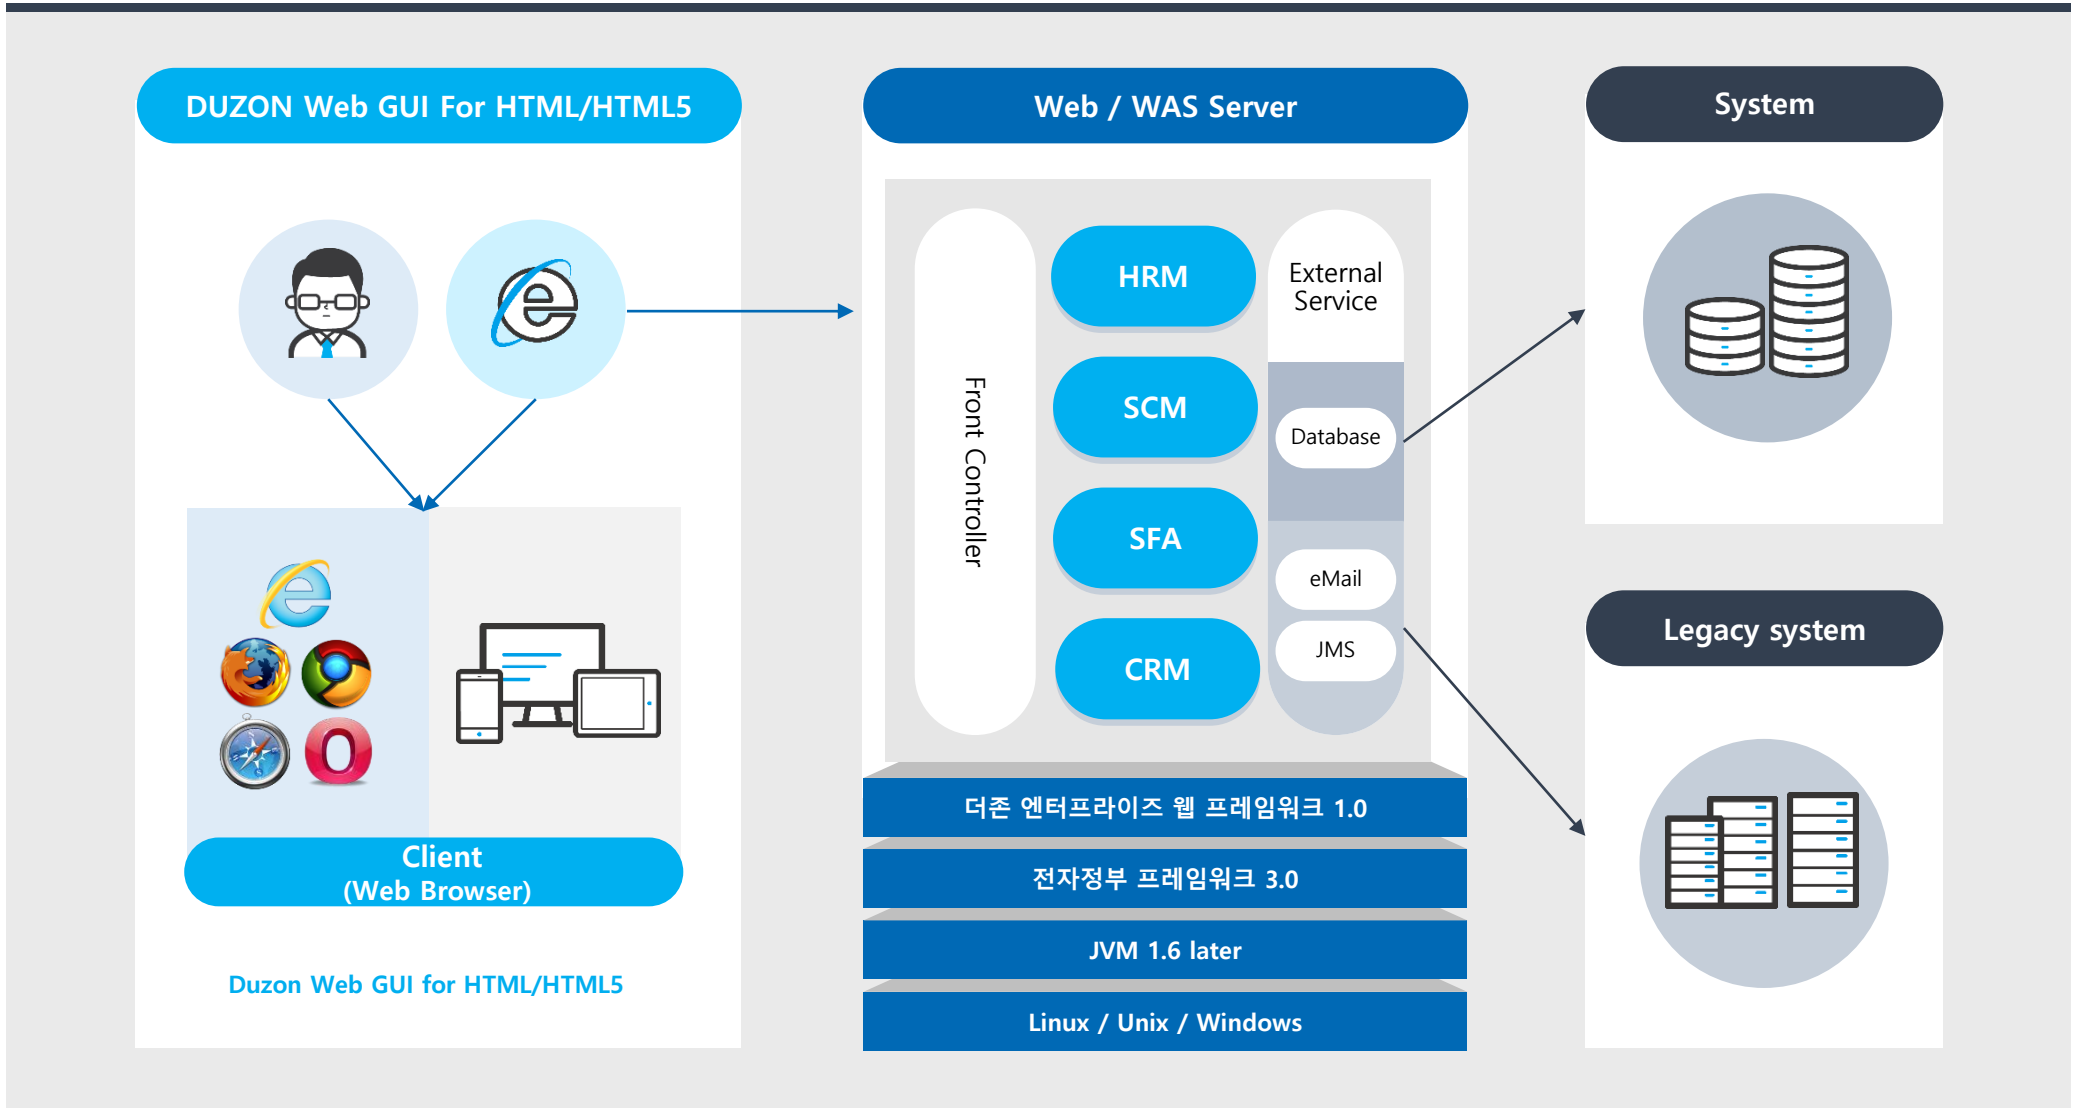 DUZON Web GUI For HTML/HTML5
Client
(Web Browser)
Duzon Web GUI for HTML/HTML5
Web / WAS Server
Front Controller
HRM
SCM
SFA
CRM
External
Service
Database
eMail
JMS
더존 엔터프라이즈 웹 프레임워크 1.0
전자정부 프레임워크 3.0
JVM 1.6 later
Linux / Unix / Windows
System
Legacy system